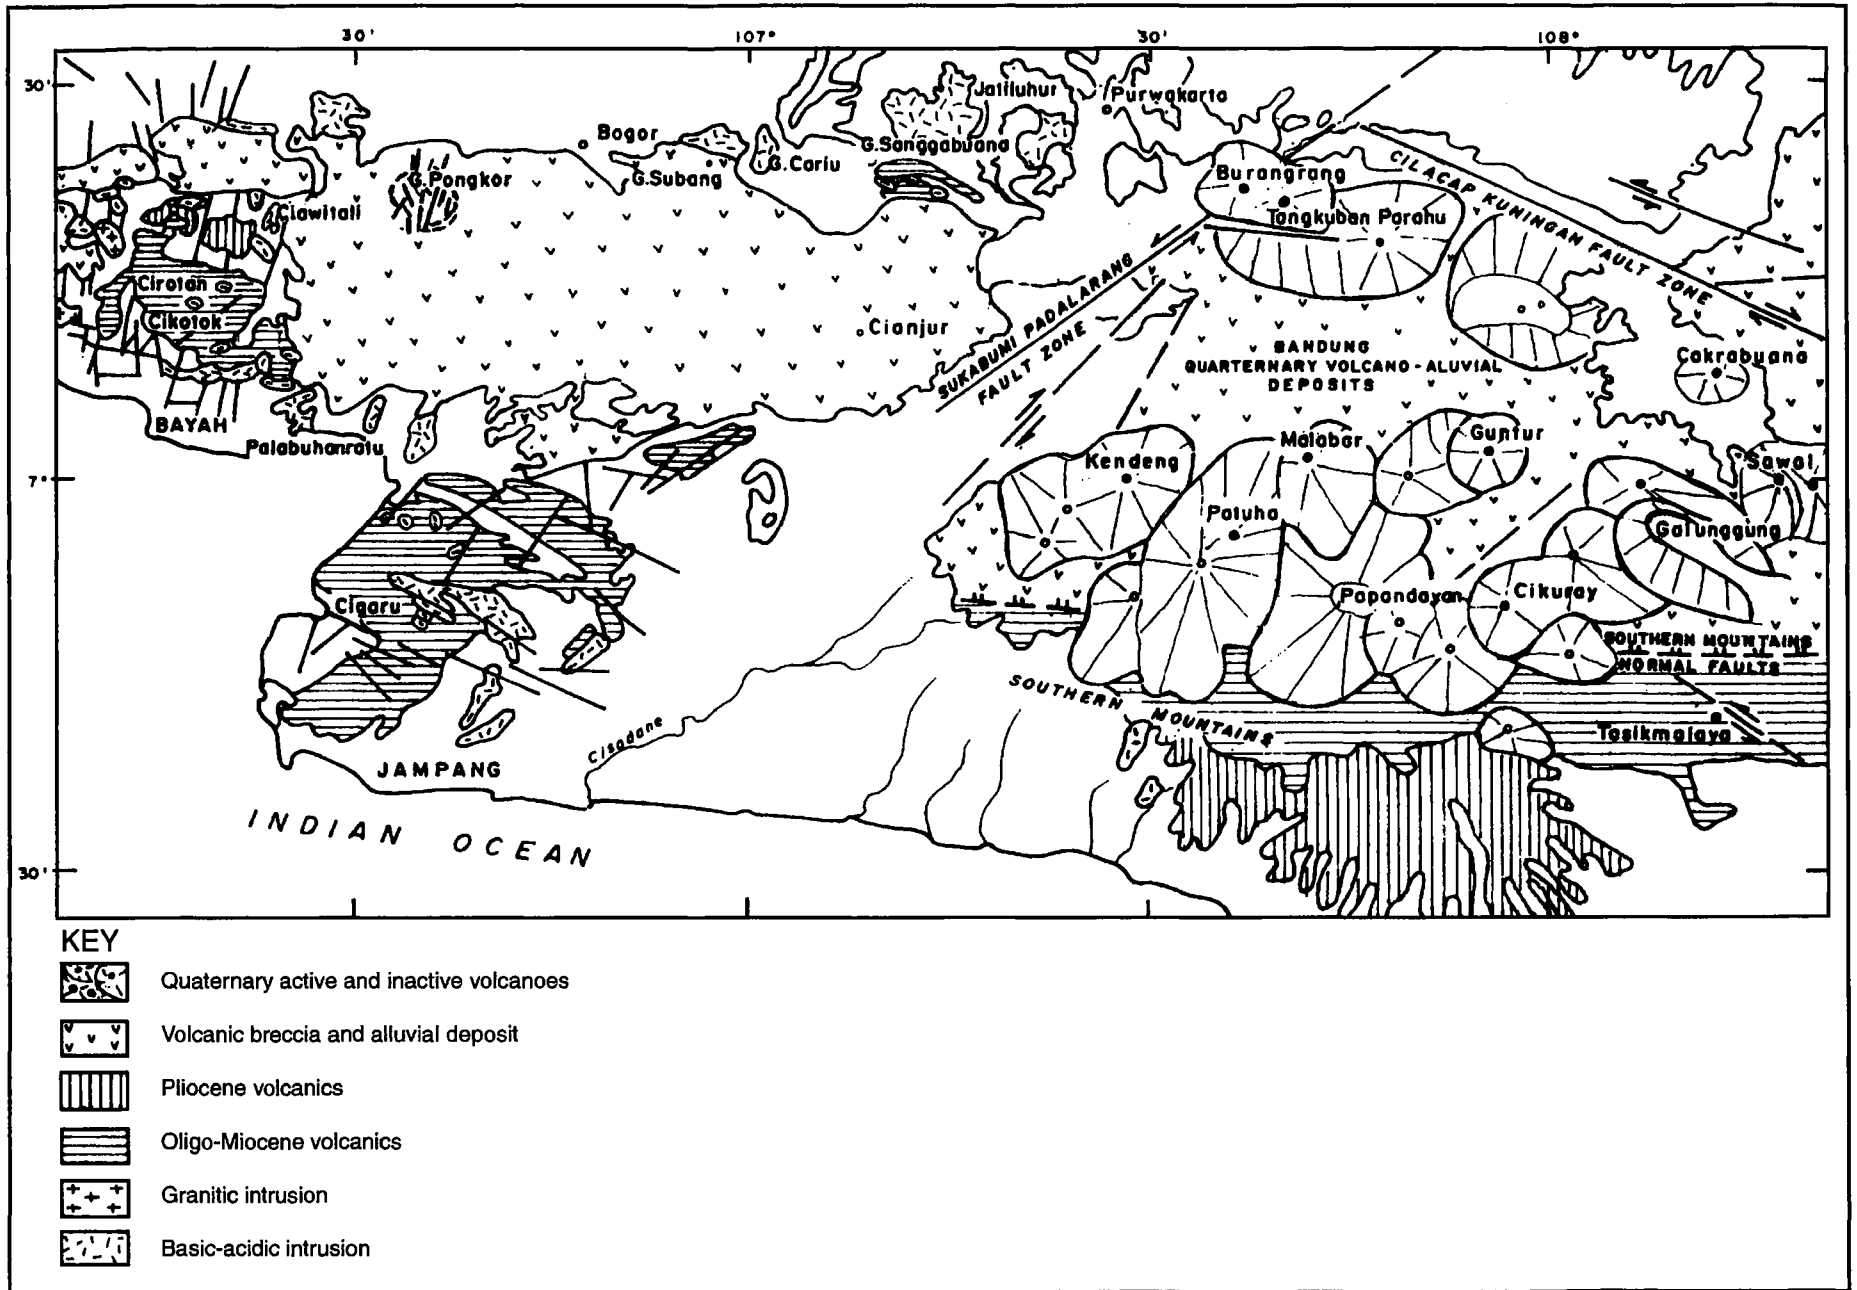 30'
107°
30'
108°
30'
Jatiluhur
Purwakarta
Bogor
G.Sanggabuana
G.Cariu
G.Subang
G.Pongkor
Burangrang
CILACAP KUNINGAN FAULT ZONE
Ciawitali
Tangkuban Parahu
Cirotan
Cikotok
Cianjur
SUKABUMI PADALARANG
FAULT ZONE
BANDUNG
QUARTERNARY VOLCANO-ALUVIAL
DEPOSITS
Cakrabuana
BAYAH
Palabuhanratu
Malabar
Guntur
7°
Kendeng
Sawal
Patuha
Galunggung
Cigaru
Papandayan
Cikuray
SOUTHERN MOUNTAINS
NORMAL FAULTS
SOUTHERN MOUNTAINS
Cisadane
Tasikmalaya
JAMPANG
INDIAN OCEAN
30'
KEY
Quaternary active and inactive volcanoes
Volcanic breccia and alluvial deposit
Pliocene volcanics
Oligo-Miocene volcanics
Granitic intrusion
Basic-acidic intrusion